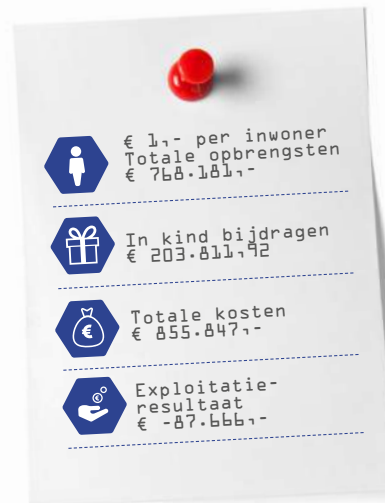 € 1,- per inwoner
Totale opbrengsten
€ 768.181,-
In kind bijdragen
€ 203.811,92
€
Totale kosten
€ 855.847,-
€
Exploitatie-
resultaat
€ -87.666,-